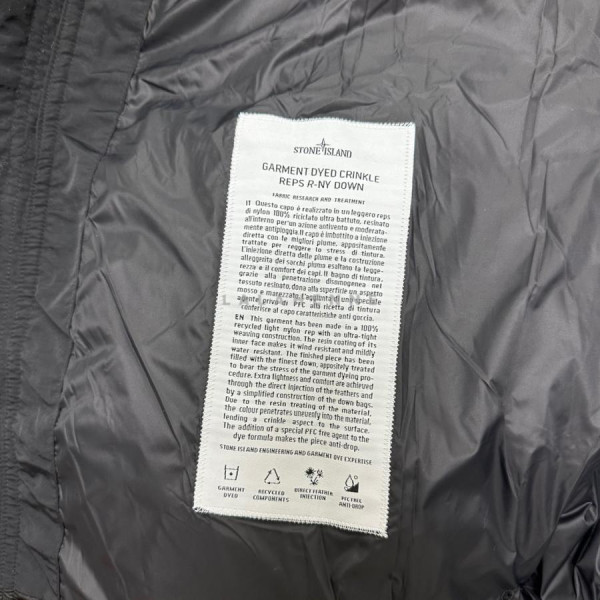 STONE ISLAND
GARMENT DYED CRINKLE
REPS R-NY DOWN
FABRIC RESEARCH AND TREATMENT
IT Questo capo è realizzato in un leggero reps
di nylon 100% riciclato ultra battuto, resinato
all'interno per un'azione antivento e moderata-
mente antipioggia. Il capo è imbottito a iniezione
diretta con le migliori piume, appositamente
trattate per reggere lo stress di tintura.
L'iniezione diretta delle piume e la costruzione
alleggerita dei sacchi piuma esaltano la legge-
rezza e il comfort dei capi. Il bagno di tintura,
grazie alla penetrazione disomogenea nel
tessuto resinato, dona alla superficie un aspetto
mosso e marezzato. L'aggiunta
privo di PFC alla ricetta di tintura
conferisce al capo caratteristiche anti goccia.
EN This garment has been made in a 100%
recycled light nylon rep with an ultra-tight
weaving construction. The resin coating of its
inner face makes it wind resistant and mildly
water resistant. The finished piece has been
filled with the finest down, appositely treated
to bear the stress of the garment dyeing pro-
cedure. Extra lightness and comfort are achieved
through the direct injection of the feathers and
by a simplified construction of the down bags.
Due to the resin treating of the material,
the colour penetrates unevenly into the material,
lending a crinkle aspect to the surface.
The addition of a special PFC free agent to the
dye formula makes the piece anti-drop.
STONE ISLAND ENGINEERING AND GARMENT DYE EXPERTISE
GARMENT DYED
RECYCLED COMPONENTS
DIRECT FEATHER INJECTION
PFC FREE ANTI-DROP